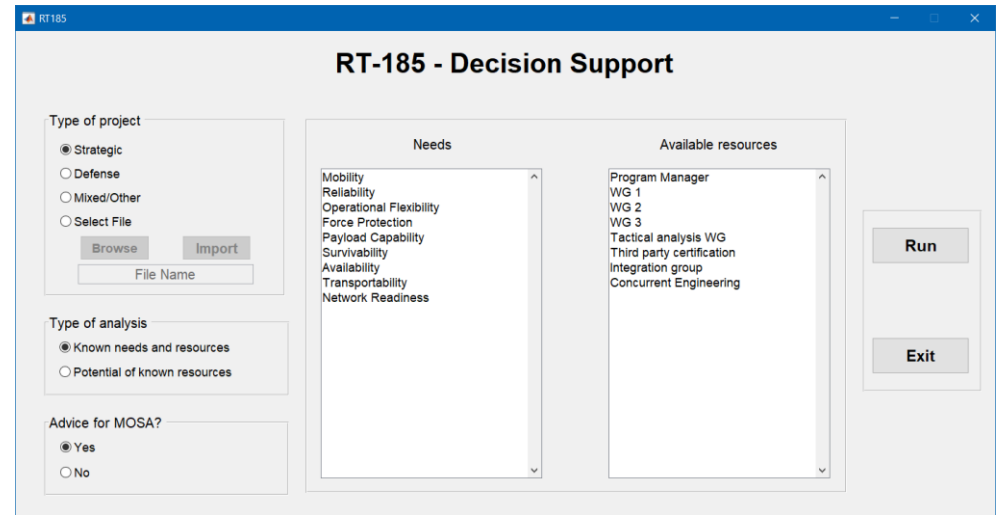 RT185
RT-185 - Decision Support
Type of project
Strategic
Defense
Mixed/Other
Select File
Browse Import
File Name
Type of analysis
Known needs and resources
Potential of known resources
Advice for MOSA?
Yes
No
Needs
Mobility
Reliability
Operational Flexibility
Force Protection
Payload Capability
Survivability
Availability
Transportability
Network Readiness
Available resources
Program Manager
WG 1
WG 2
WG 3
Tactical analysis WG
Third party certification
Integration group
Concurrent Engineering
Run
Exit